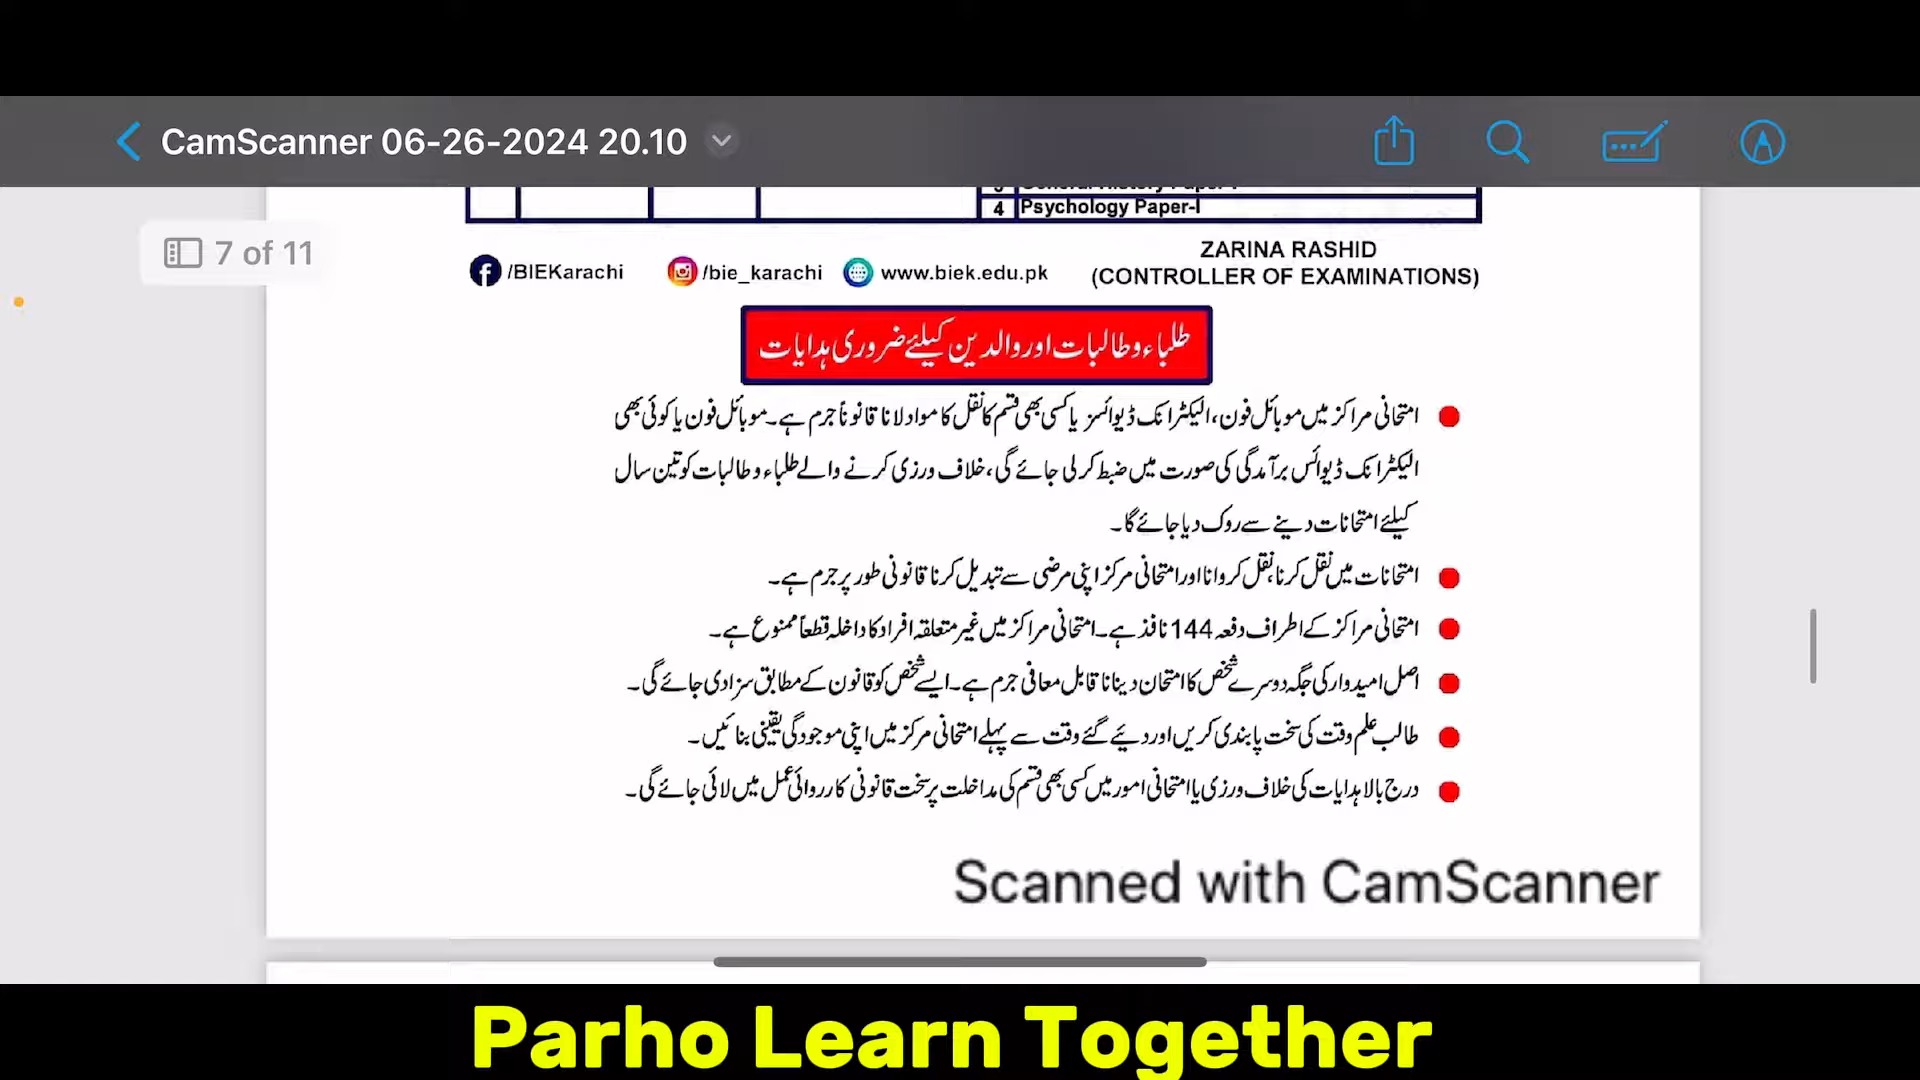 CamScanner 06-26-2024 20.10
7 of 11
4 Psychology Paper-I
/BIEKarachi /bie_karachi www.biek.edu.pk
ZARINA RASHID
(CONTROLLER OF EXAMINATIONS)
طلباء و طالبات اور والدین کیلئے ضروری ہدایات
امتحانی مراکز میں موبائل فون، الیکٹرانک ڈیوائسز یا کسی بھی قسم کا نقل کا مواد لانا قانوناً جرم ہے۔ موبائل فون یا کوئی بھی
الیکٹرانک ڈیوائس برآمدگی کی صورت میں ضبط کرلی جائے گی، خلاف ورزی کرنے والے طلباء و طالبات کو تین سال
کیلئے امتحانات دینے سے روک دیا جائے گا۔
امتحانات میں نقل کرنا، نقل کروانا اور امتحانی مرکز اپنی مرضی سے تبدیل کرنا قانونی طور پر جرم ہے۔
امتحانی مراکز کے اطراف دفعہ 144 نافذ ہے۔ امتحانی مراکز میں غیر متعلقہ افراد کا داخلہ قطعاً ممنوع ہے۔
اصل امیدوار کی جگہ دوسرے شخص کا امتحان دینا ناقابل معافی جرم ہے۔ ایسے شخص کو قانون کے مطابق سزا دی جائے گی۔
طالب علم وقت کی سخت پابندی کریں اور دیئے گئے وقت سے پہلے امتحانی مرکز میں اپنی موجودگی یقینی بنائیں۔
درج بالا ہدایات کی خلاف ورزی یا امتحانی امور میں کسی بھی قسم کی مداخلت پر سخت قانونی کارروائی عمل میں لائی جائے گی۔
Scanned with CamScanner
Parho Learn Together